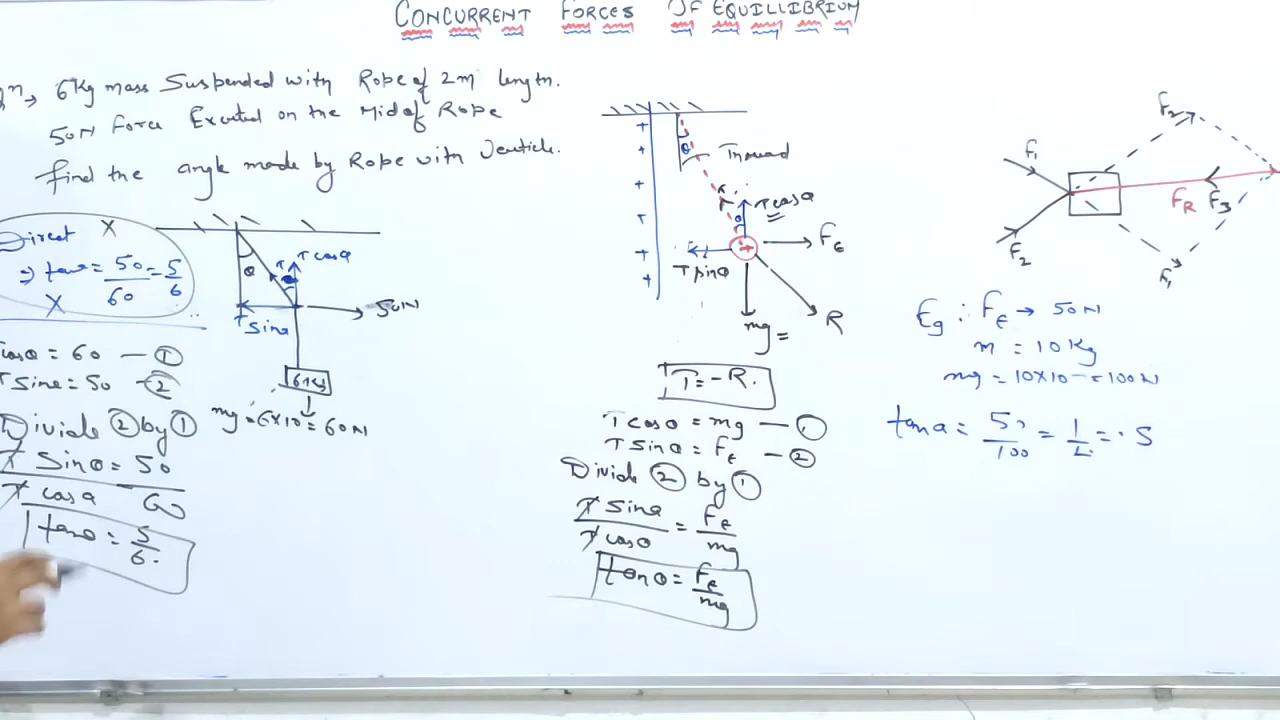 CONCURRENT FORCES OF EQUILLIBRIUM
6Kg mass Suspended with Rope of 2m length.
50N Force Excuted on the Mid of Rope
find the angle made by Rope with Verticle.
Direct X
⇒ tanθ = 50/60 = 5/6
X
θ
T
θ
T cosθ
T sinθ
50N
6Kg
mg = 6×10 = 60N
cosθ = 60 — ①
T sinθ = 50 — ②
Divide ② by ①
T sinθ / T cosθ = 50 / 60
tanθ = 5/6.
+
+
+
+
+
+
θ
Thread
T
θ
T cosθ
T sinθ
+
Fe
mg
R
T = -R.
T cosθ = mg — ①
T sinθ = Fe — ②
Divide ② by ①
T sinθ / T cosθ = Fe / mg
tanθ = Fe / mg
F₁
F₂
F₂
FR
F₃
F₁
Eg : Fe → 50N
m = 10Kg
mg = 10×10 = 100N
tanθ = 50/100 = 1/2 = .5